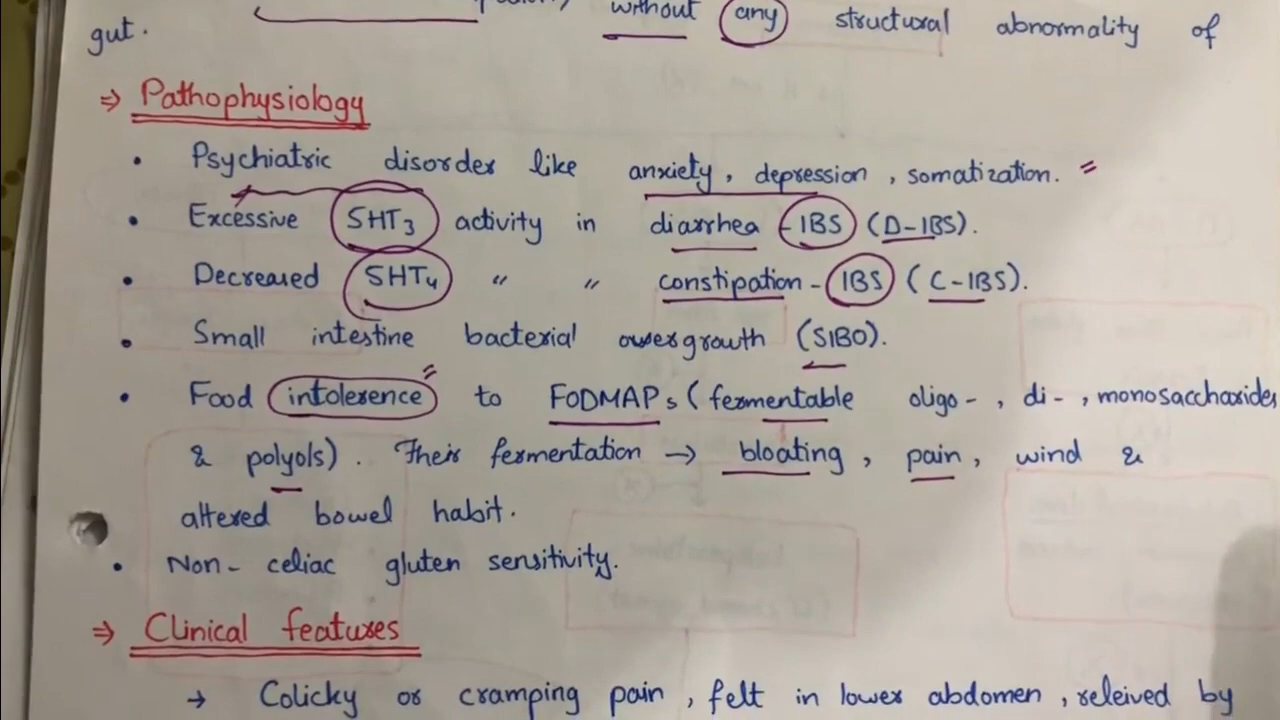 without any structural abnormality of
gut.
⇒ Pathophysiology
• Psychiatric disorder like anxiety, depression, somatization.
• Excessive 5HT₃ activity in diarrhea - IBS (D-IBS).
• Decreased 5HT₄ " " constipation - IBS (C-IBS).
• Small intestine bacterial overgrowth (SIBO).
• Food intolerence to FODMAPs (fermentable oligo-, di-, monosaccharides
& polyols). Their fermentation → bloating, pain, wind &
altered bowel habit.
• Non-celiac gluten sensitivity.
⇒ Clinical features
→ Colicky or cramping pain, felt in lower abdomen, releived by